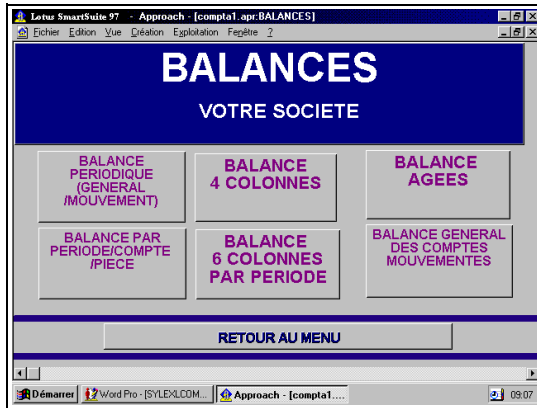 Lotus SmartSuite 97 - Approach - [compta1.apr:BALANCES]
Fichier Edition Vue Création Exploitation Fenêtre ?
BALANCES
VOTRE SOCIETE
BALANCE
PERIODIQUE
(GENERAL
/MOUVEMENT)
BALANCE
4 COLONNES
BALANCE
AGEES
BALANCE PAR
PERIODE/COMPTE
/PIECE
BALANCE
6 COLONNES
PAR PERIODE
BALANCE GENERAL
DES COMPTES
MOUVEMENTES
RETOUR AU MENU
Démarrer Word Pro - [SYLEXLCOM... Approach - [compta1.... 09:07